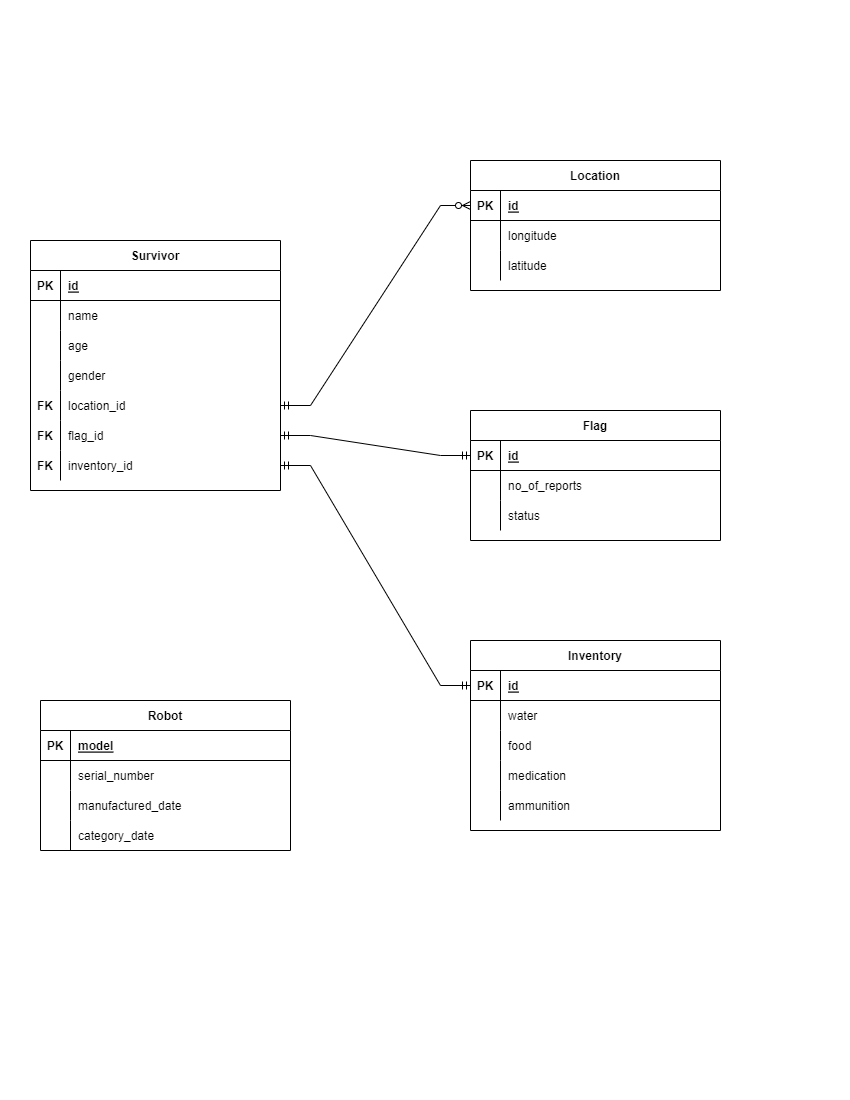 Survivor
PK id
name
age
gender
FK location_id
FK flag_id
FK inventory_id
Location
PK id
longitude
latitude
Flag
PK id
no_of_reports
status
Inventory
PK id
water
food
medication
ammunition
Robot
PK model
serial_number
manufactured_date
category_date